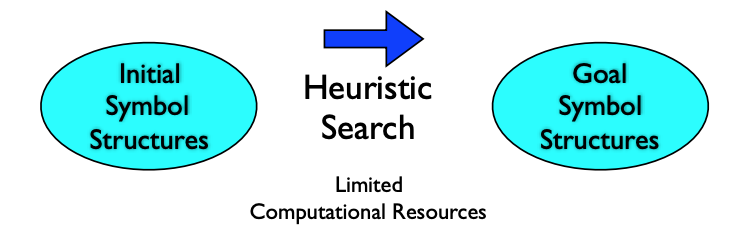 Initial
Symbol
Structures
Heuristic
Search
Limited
Computational Resources
Goal
Symbol
Structures